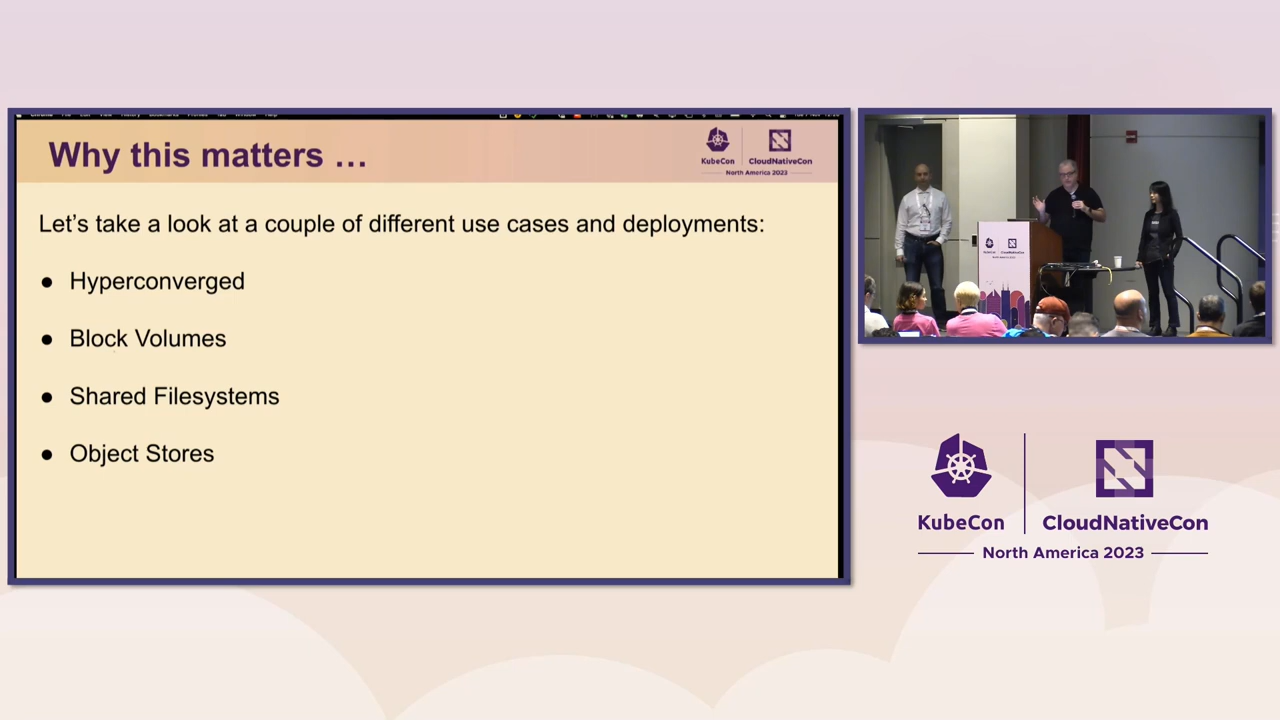 Why this matters …
KubeCon
CloudNativeCon
North America 2023
Let's take a look at a couple of different use cases and deployments:
● Hyperconverged
● Block Volumes
● Shared Filesystems
● Object Stores
KubeCon
CloudNativeCon
North America 2023